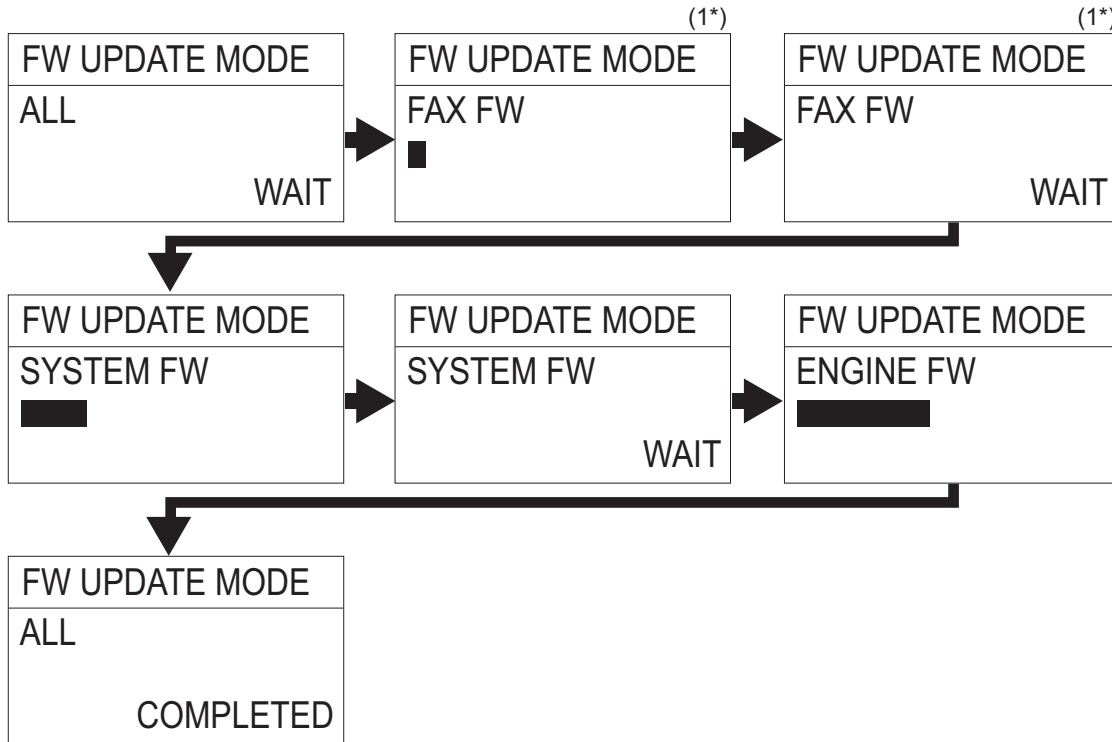 (1*)
(1*)
FW UPDATE MODE
ALL
WAIT
FW UPDATE MODE
FAX FW
FW UPDATE MODE
FAX FW
WAIT
FW UPDATE MODE
SYSTEM FW
FW UPDATE MODE
SYSTEM FW
WAIT
FW UPDATE MODE
ENGINE FW
FW UPDATE MODE
ALL
COMPLETED